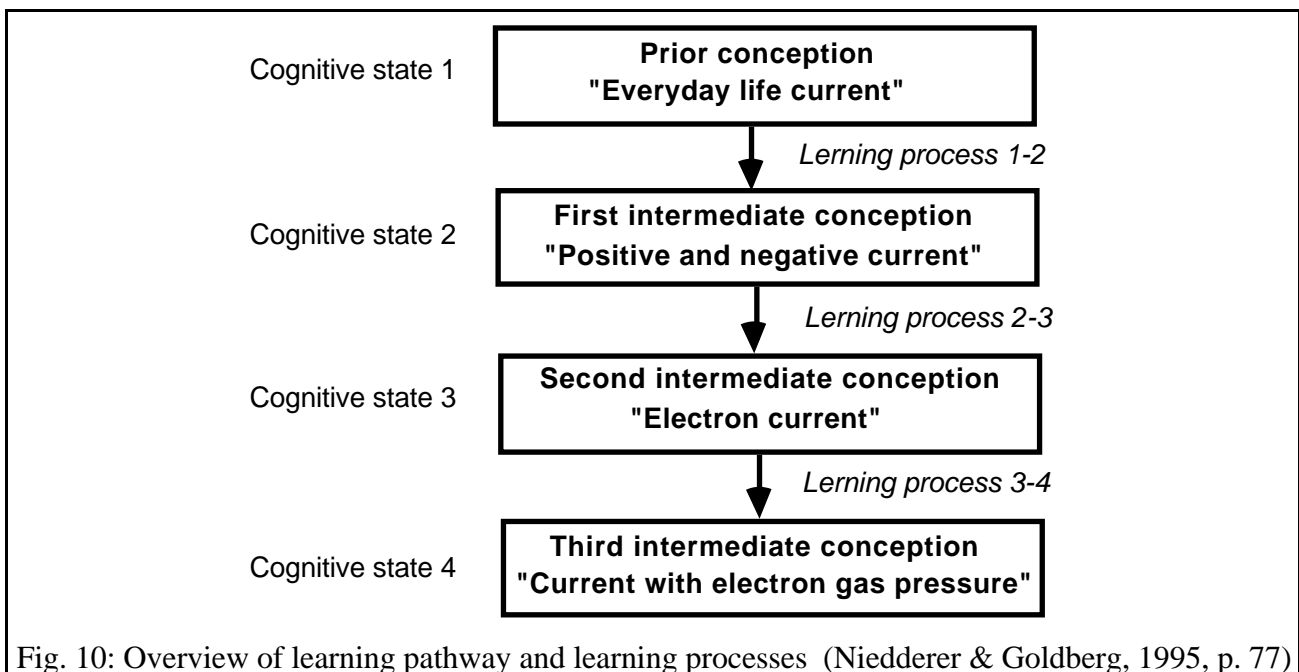 Cognitive state 1
Prior conception
"Everyday life current"
Lerning process 1-2
Cognitive state 2
First intermediate conception
"Positive and negative current"
Lerning process 2-3
Cognitive state 3
Second intermediate conception
"Electron current"
Lerning process 3-4
Cognitive state 4
Third intermediate conception
"Current with electron gas pressure"
Fig. 10: Overview of learning pathway and learning processes (Niedderer & Goldberg, 1995, p. 77)